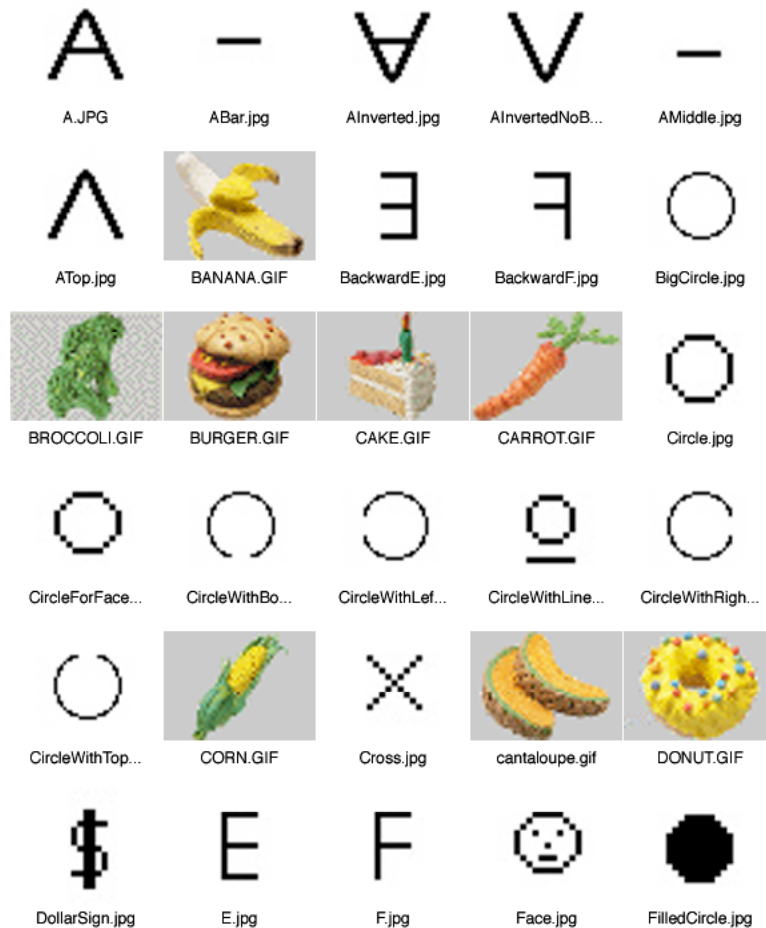 A.JPG ABar.jpg AInverted.jpg AInvertedNoB... AMiddle.jpg
ATop.jpg BANANA.GIF BackwardE.jpg BackwardF.jpg BigCircle.jpg
BROCCOLI.GIF BURGER.GIF CAKE.GIF CARROT.GIF Circle.jpg
CircleForFace... CircleWithBo... CircleWithLef... CircleWithLine... CircleWithRigh...
CircleWithTop... CORN.GIF Cross.jpg cantaloupe.gif DONUT.GIF
$ E F
DollarSign.jpg E.jpg F.jpg Face.jpg FilledCircle.jpg